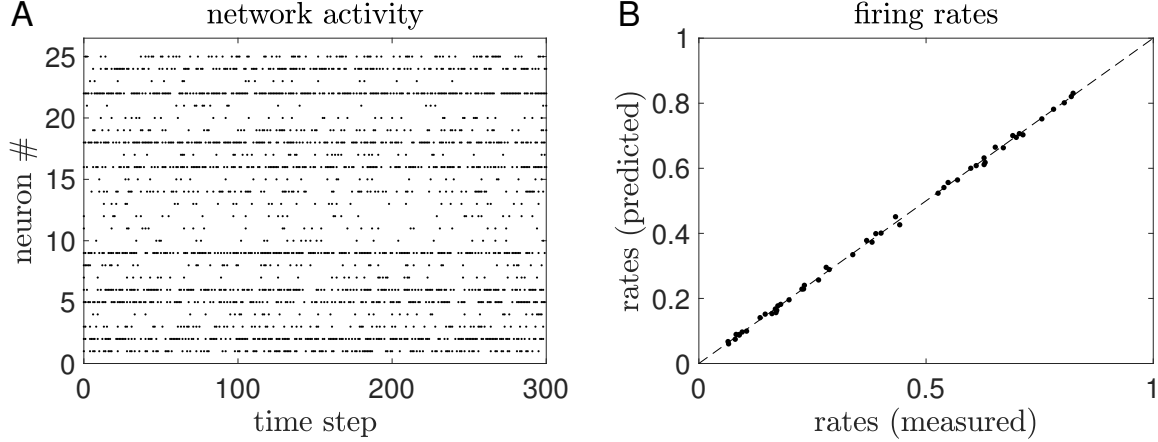 A
network activity
25
20
15
10
5
0
neuron #
0 100 200 300
time step
B
firing rates
1
0.8
0.6
0.4
0.2
0
rates (predicted)
0 0.5 1
rates (measured)